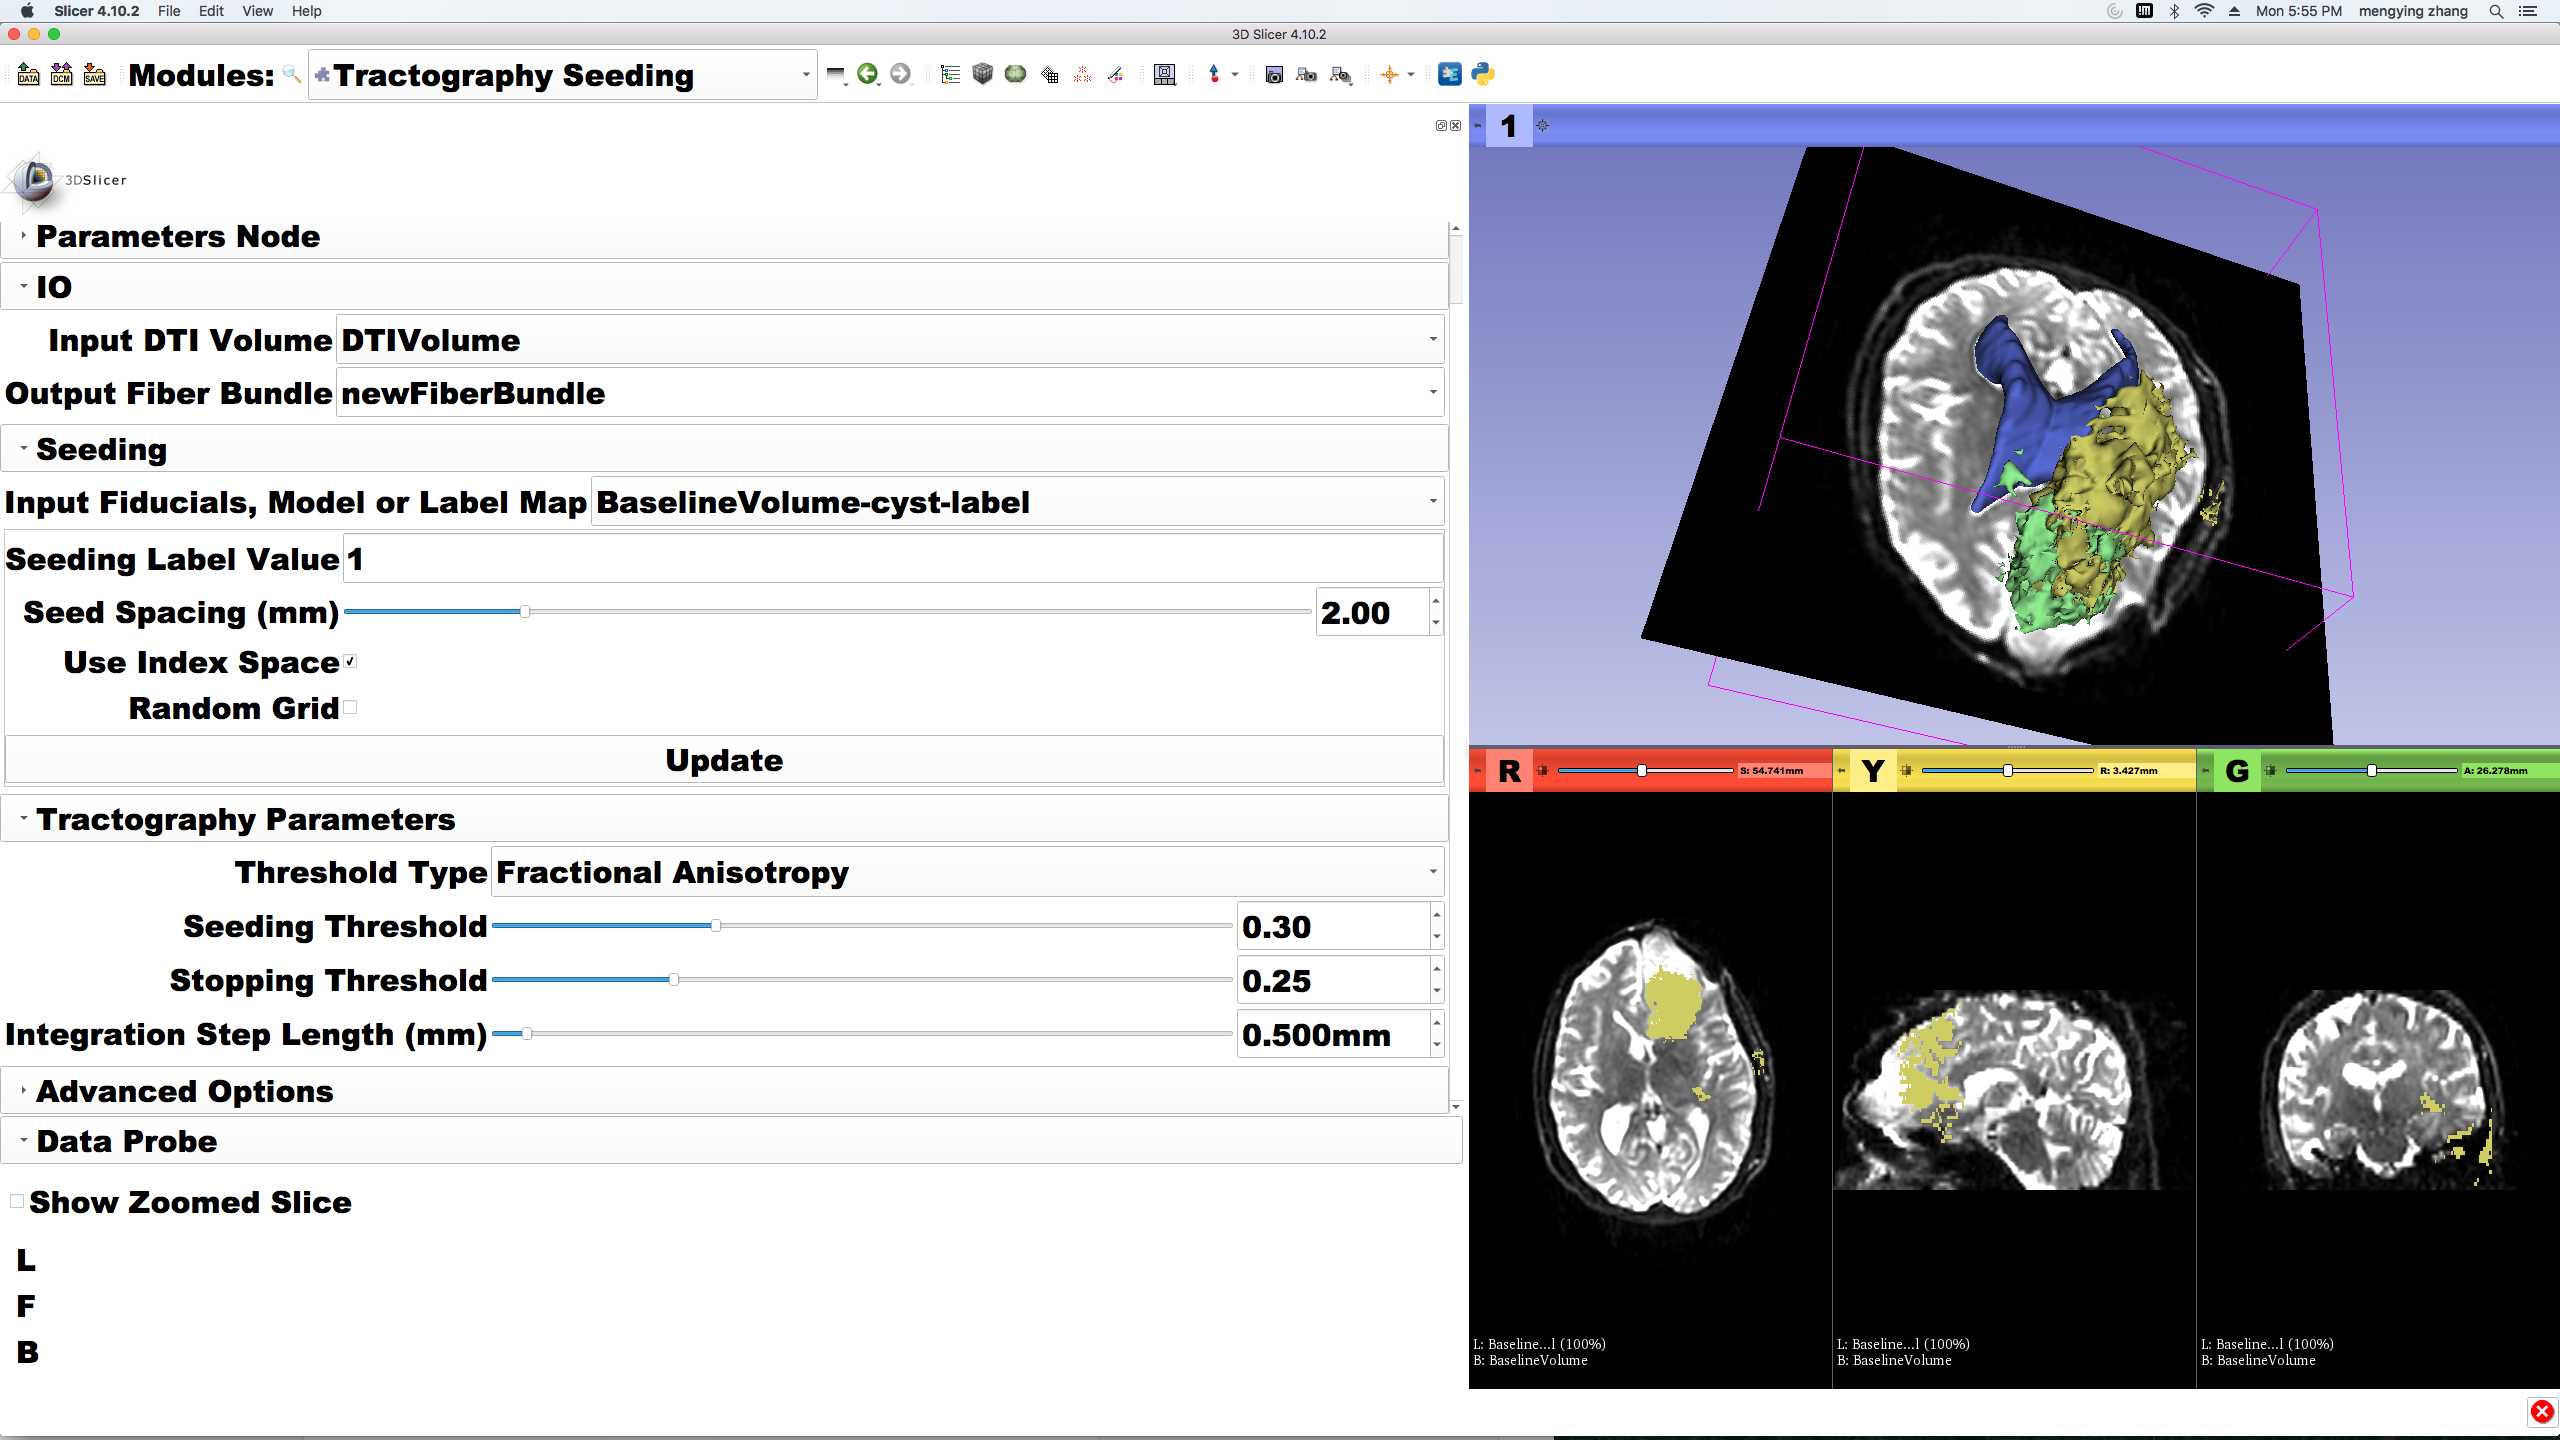 Slicer 4.10.2 File Edit View Help
Mon 5:55 PM mengying zhang
3D Slicer 4.10.2
DATA DCM SAVE Modules: Tractography Seeding
1
3DSlicer
Parameters Node
IO
Input DTI Volume DTIVolume
Output Fiber Bundle newFiberBundle
Seeding
Input Fiducials, Model or Label Map BaselineVolume-cyst-label
Seeding Label Value 1
Seed Spacing (mm) 2.00
Use Index Space
Random Grid
Update
Tractography Parameters
Threshold Type Fractional Anisotropy
Seeding Threshold 0.30
Stopping Threshold 0.25
Integration Step Length (mm) 0.500mm
Advanced Options
Data Probe
Show Zoomed Slice
L
F
B
R S: 54.741mm
Y R: 3.427mm
G A: 26.278mm
L: Baseline...l (100%)
B: BaselineVolume
L: Baseline...l (100%)
B: BaselineVolume
L: Baseline...l (100%)
B: BaselineVolume